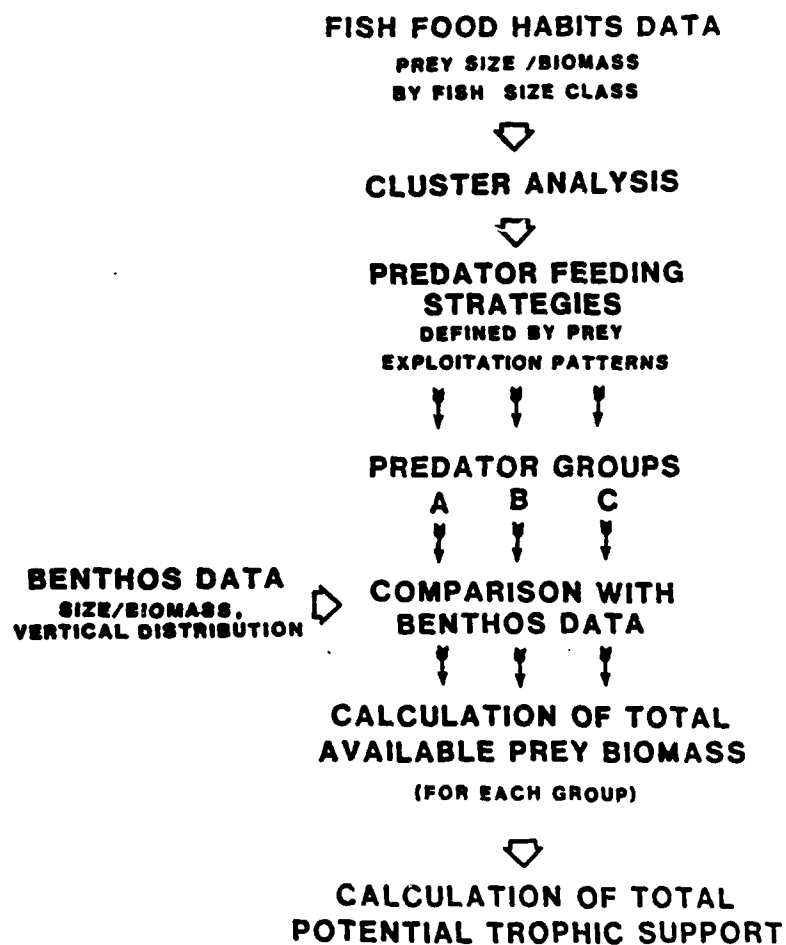 FISH FOOD HABITS DATA
PREY SIZE /BIOMASS
BY FISH SIZE CLASS
CLUSTER ANALYSIS
PREDATOR FEEDING
STRATEGIES
DEFINED BY PREY
EXPLOITATION PATTERNS
PREDATOR GROUPS
A B C
BENTHOS DATA
SIZE/BIOMASS,
VERTICAL DISTRIBUTION
COMPARISON WITH
BENTHOS DATA
CALCULATION OF TOTAL
AVAILABLE PREY BIOMASS
(FOR EACH GROUP)
CALCULATION OF TOTAL
POTENTIAL TROPHIC SUPPORT